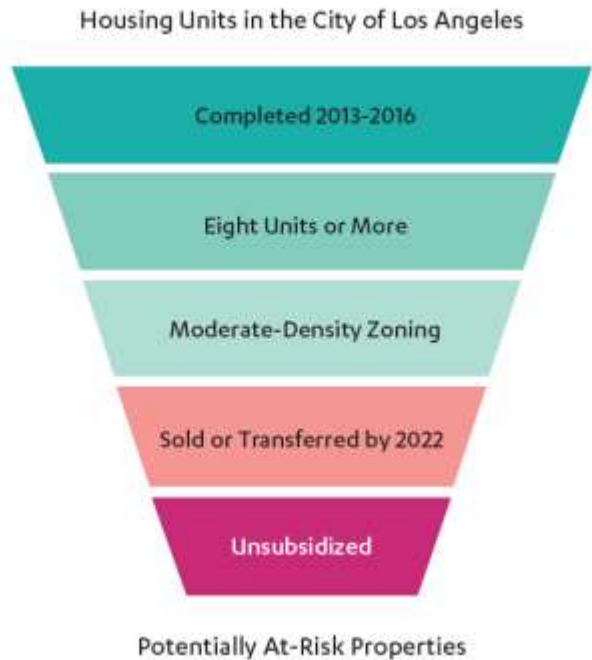 Housing Units in the City of Los Angeles
Completed 2013-2016
Eight Units or More
Moderate-Density Zoning
Sold or Transferred by 2022
Unsubsidized
Potentially At-Risk Properties